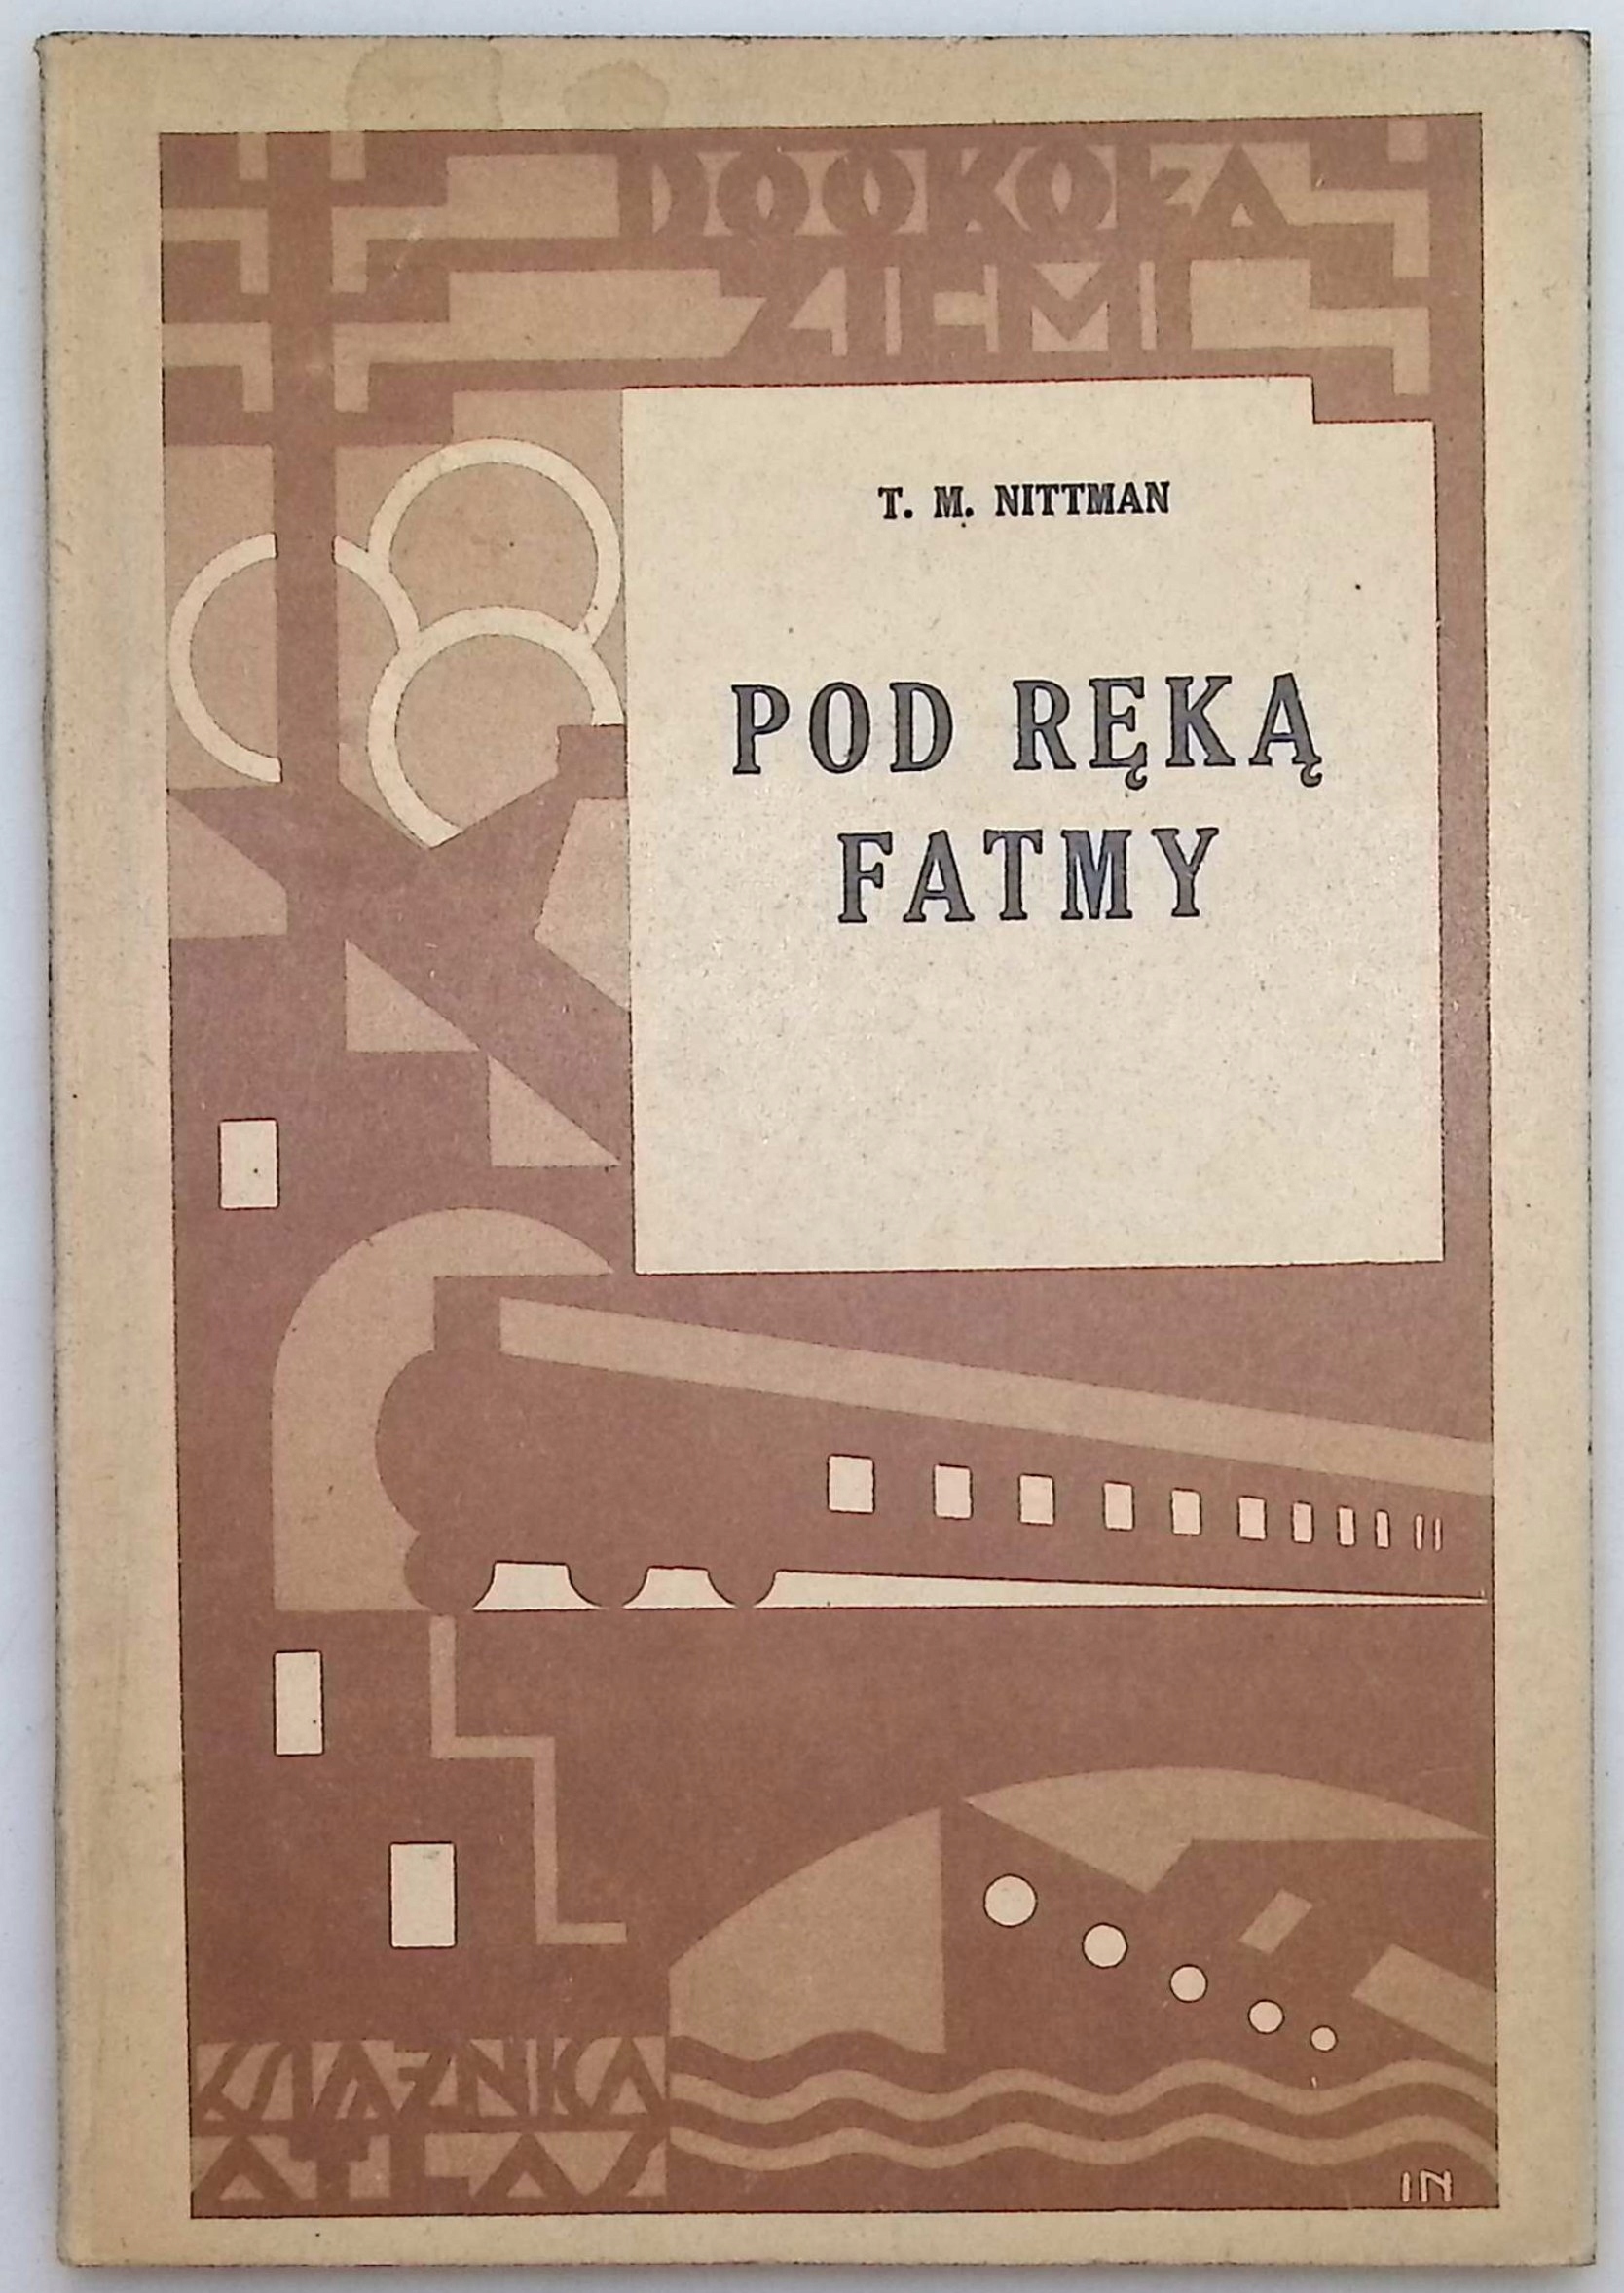 DOOKOŁA
ZIEMI
T. M. NITTMAN
POD RĘKĄ
FATMY
KSIĄŻNICA
ATLAS
IN